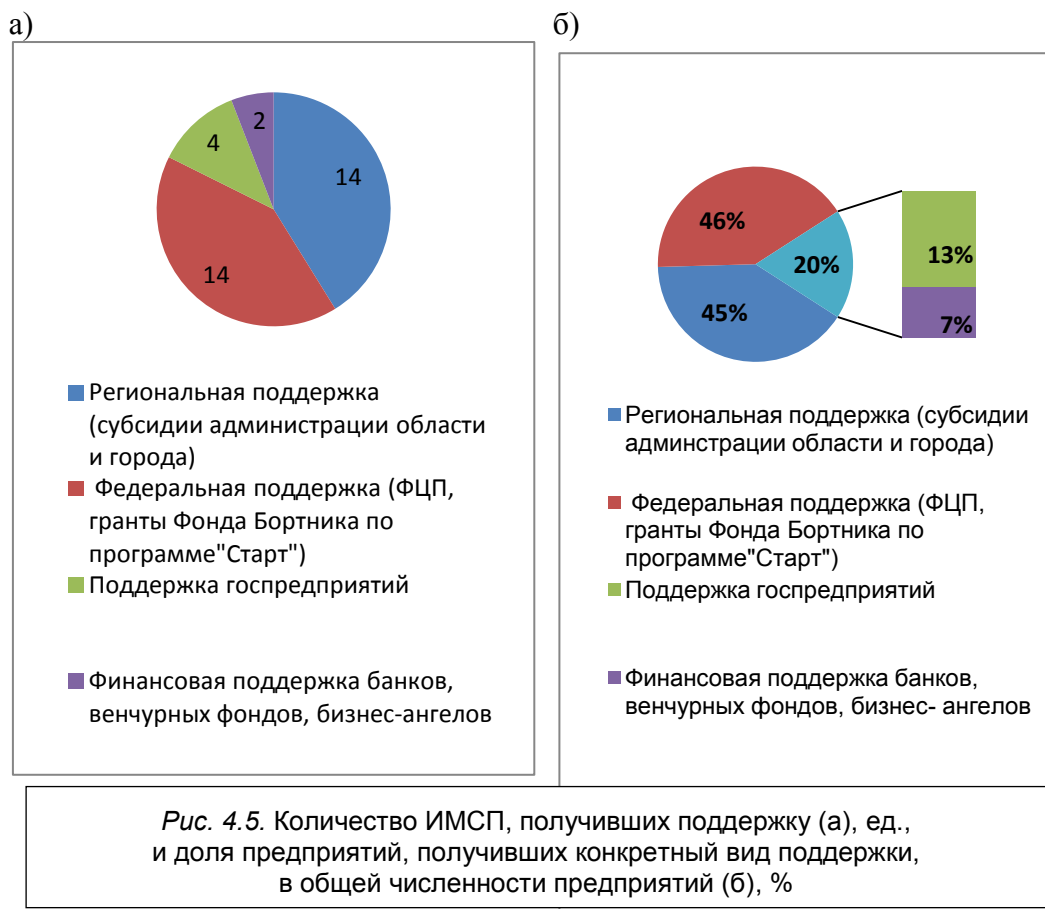 а)
2
4
14
14
Региональная поддержка
(субсидии администрации области
и города)
Федеральная поддержка (ФЦП,
гранты Фонда Бортника по
программе"Старт")
Поддержка госпредприятий
Финансовая поддержка банков,
венчурных фондов, бизнес-ангелов
б)
46%
20%
45%
13%
7%
Региональная поддержка (субсидии
админстрации области и города)
Федеральная поддержка (ФЦП,
гранты Фонда Бортника по
программе"Старт")
Поддержка госпредприятий
Финансовая поддержка банков,
венчурных фондов, бизнес- ангелов
Рис. 4.5. Количество ИМСП, получивших поддержку (а), ед.,
и доля предприятий, получивших конкретный вид поддержки,
в общей численности предприятий (б), %